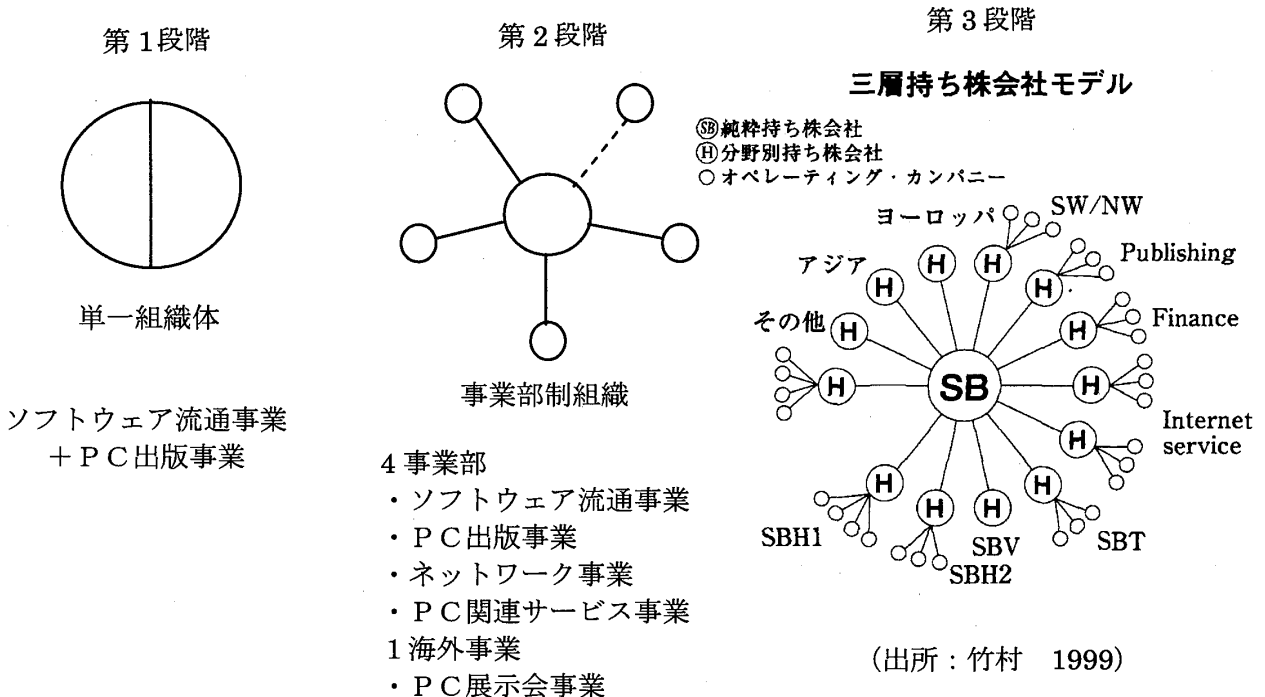 第1段階
単一組織体
ソフトウェア流通事業
＋ＰＣ出版事業
第2段階
事業部制組織
4事業部
・ソフトウェア流通事業
・ＰＣ出版事業
・ネットワーク事業
・ＰＣ関連サービス事業
1海外事業
・ＰＣ展示会事業
第3段階
三層持ち株会社モデル
SB純粋持ち株会社
Ⓗ分野別持ち株会社
○オペレーティング・カンパニー
ヨーロッパ
SW/NW
アジア
Publishing
その他
Finance
H
H
H
H
H
H
H
SB
H
Internet
service
H
H
H
H
H
SBH1
SBH2
SBV
SBT
（出所：竹村　1999）